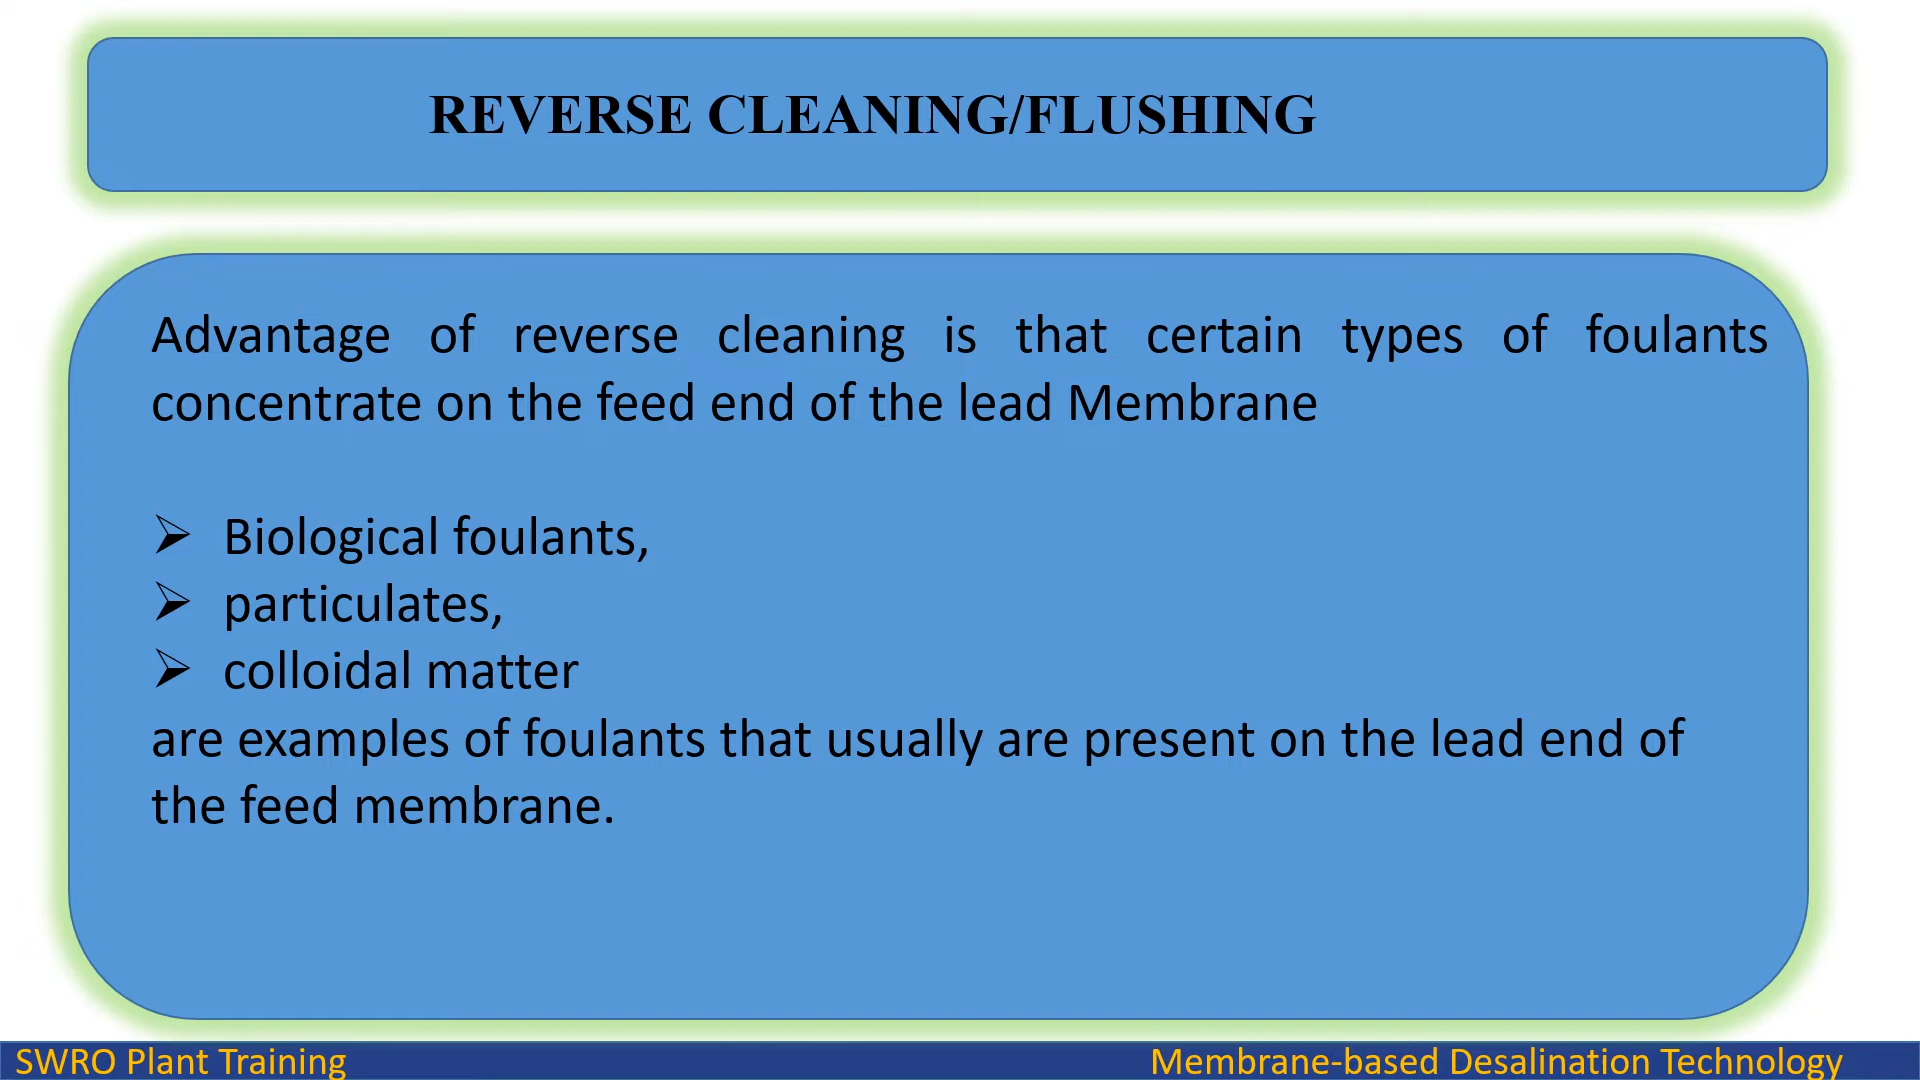 REVERSE CLEANING/FLUSHING
Advantage of reverse cleaning is that certain types of foulants
concentrate on the feed end of the lead Membrane
➢ Biological foulants,
➢ particulates,
➢ colloidal matter
are examples of foulants that usually are present on the lead end of
the feed membrane.
SWRO Plant Training
Membrane-based Desalination Technology